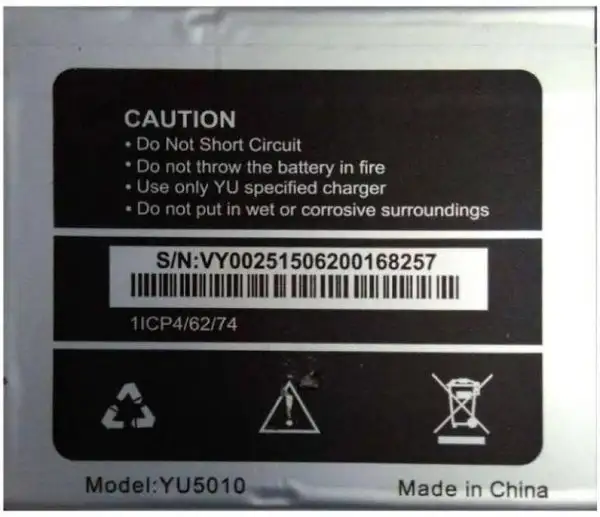 CAUTION
• Do Not Short Circuit
• Do not throw the battery in fire
• Use only YU specified charger
• Do not put in wet or corrosive surroundings
S/N:VY00251506200168257
1ICP4/62/74
Model:YU5010
Made in China